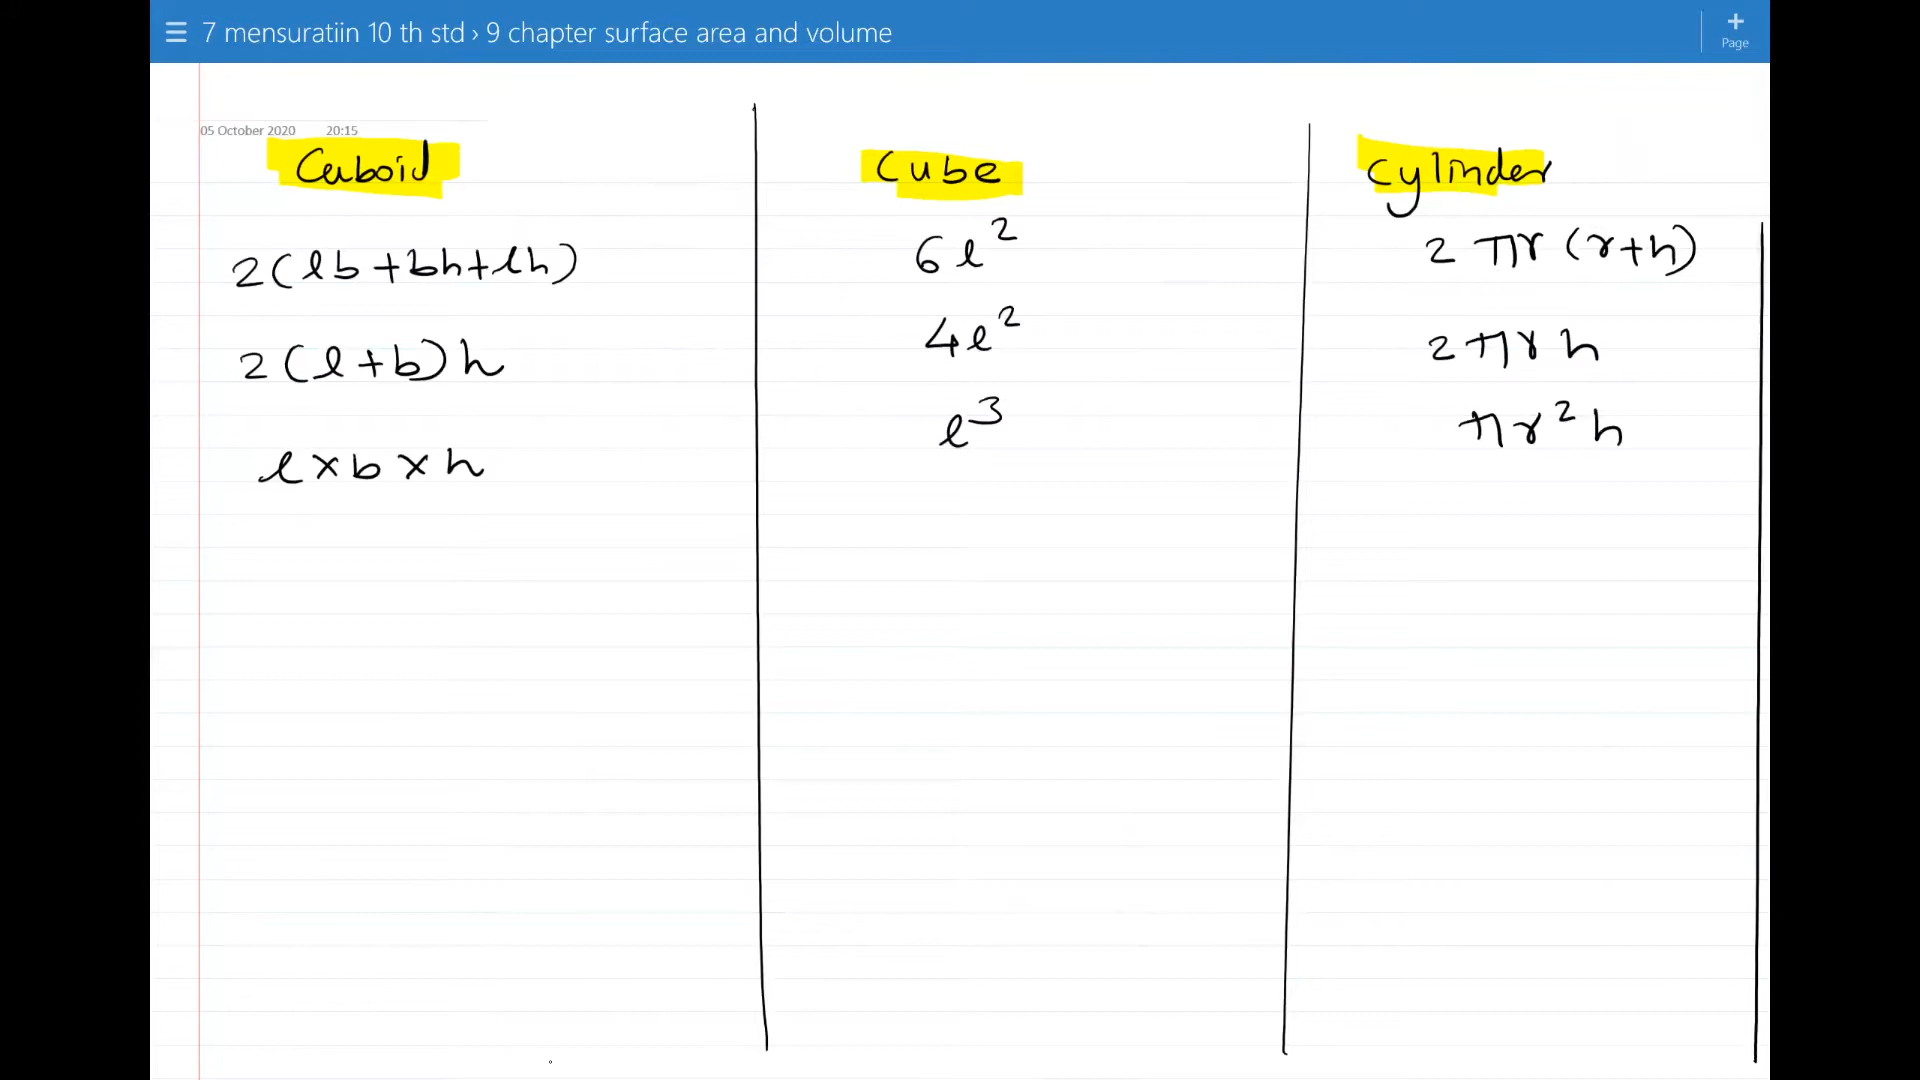 7 mensuratiin 10 th std › 9 chapter surface area and volume
+
Page
05 October 2020 20:15
Cuboid
2(lb+bh+lh)
2(l+b)h
l×b×h
Cube
6l²
4l²
l³
Cylinder
2πr(r+h)
2πrh
πr²h